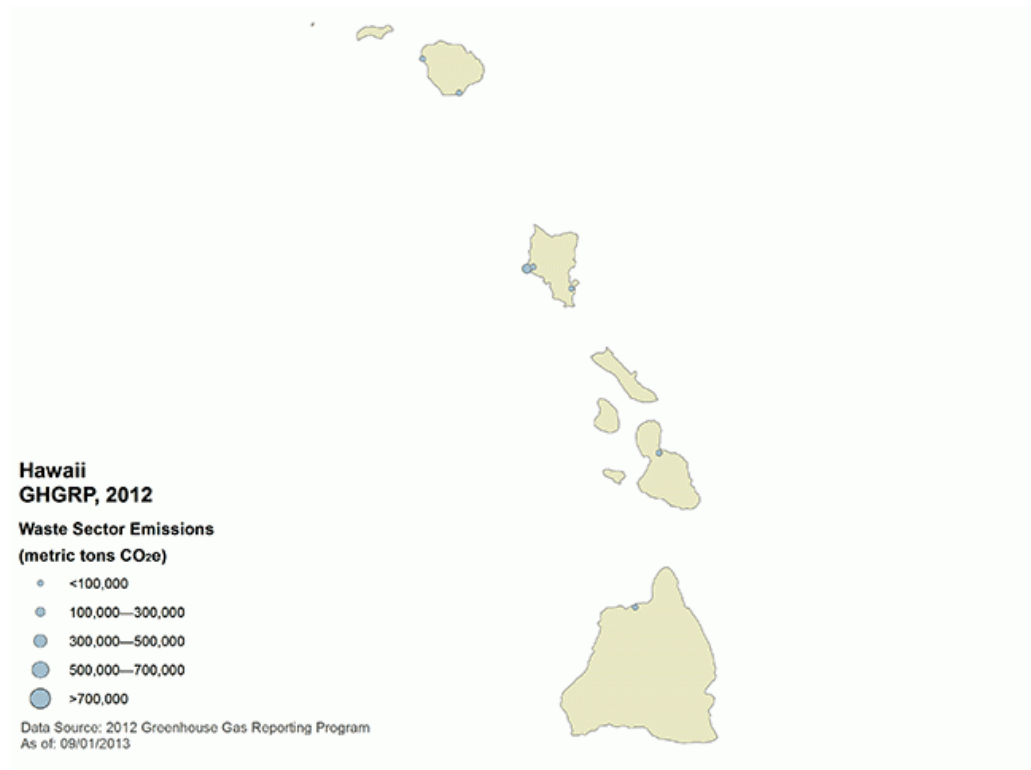 Hawaii
GHGRP, 2012
Waste Sector Emissions
(metric tons CO₂e)
<100,000
100,000—300,000
300,000—500,000
500,000—700,000
>700,000
Data Source: 2012 Greenhouse Gas Reporting Program
As of: 09/01/2013